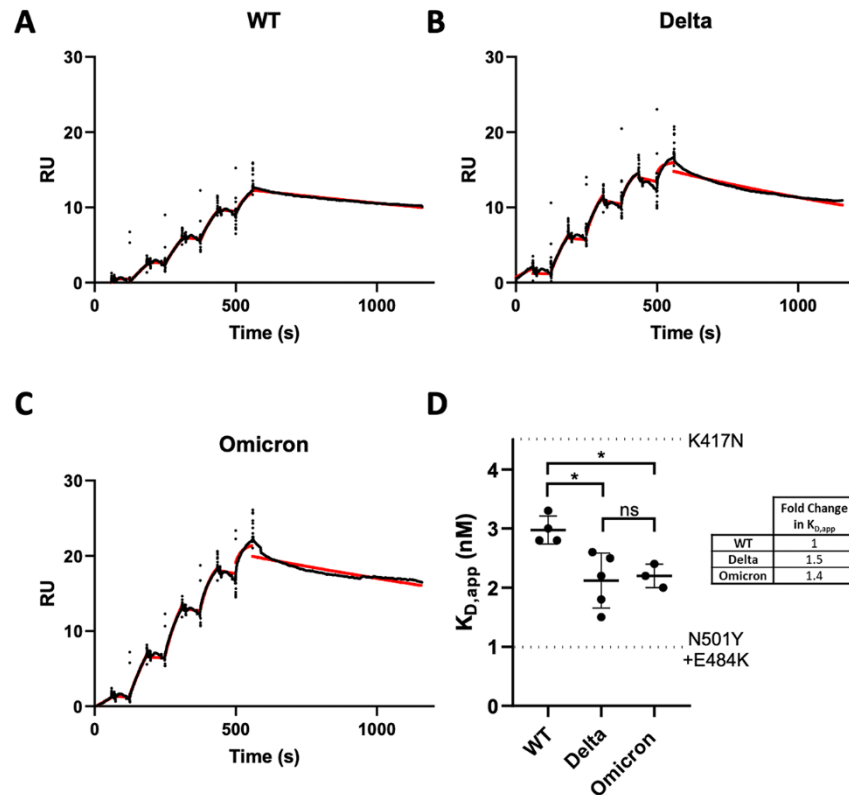 A
WT
30
20
10
0
RU
0
500
1000
Time (s)
B
Delta
30
20
10
0
RU
0
500
1000
Time (s)
C
Omicron
30
20
10
0
RU
0
500
1000
Time (s)
D
K417N
*
*
ns
4
3
2
1
0
K_D,app (nM)
N501Y
+E484K
WT
Delta
Omicron
Fold Change
in K_D,app
WT 1
Delta 1.5
Omicron 1.4